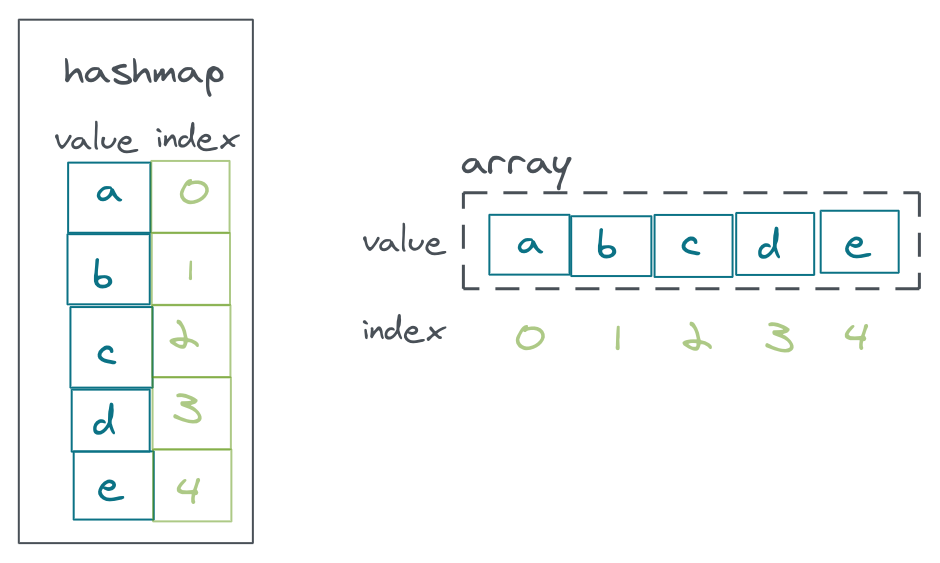 hashmap
value index
a 0
b 1
c 2
d 3
e 4
array
value a b c d e
index 0 1 2 3 4